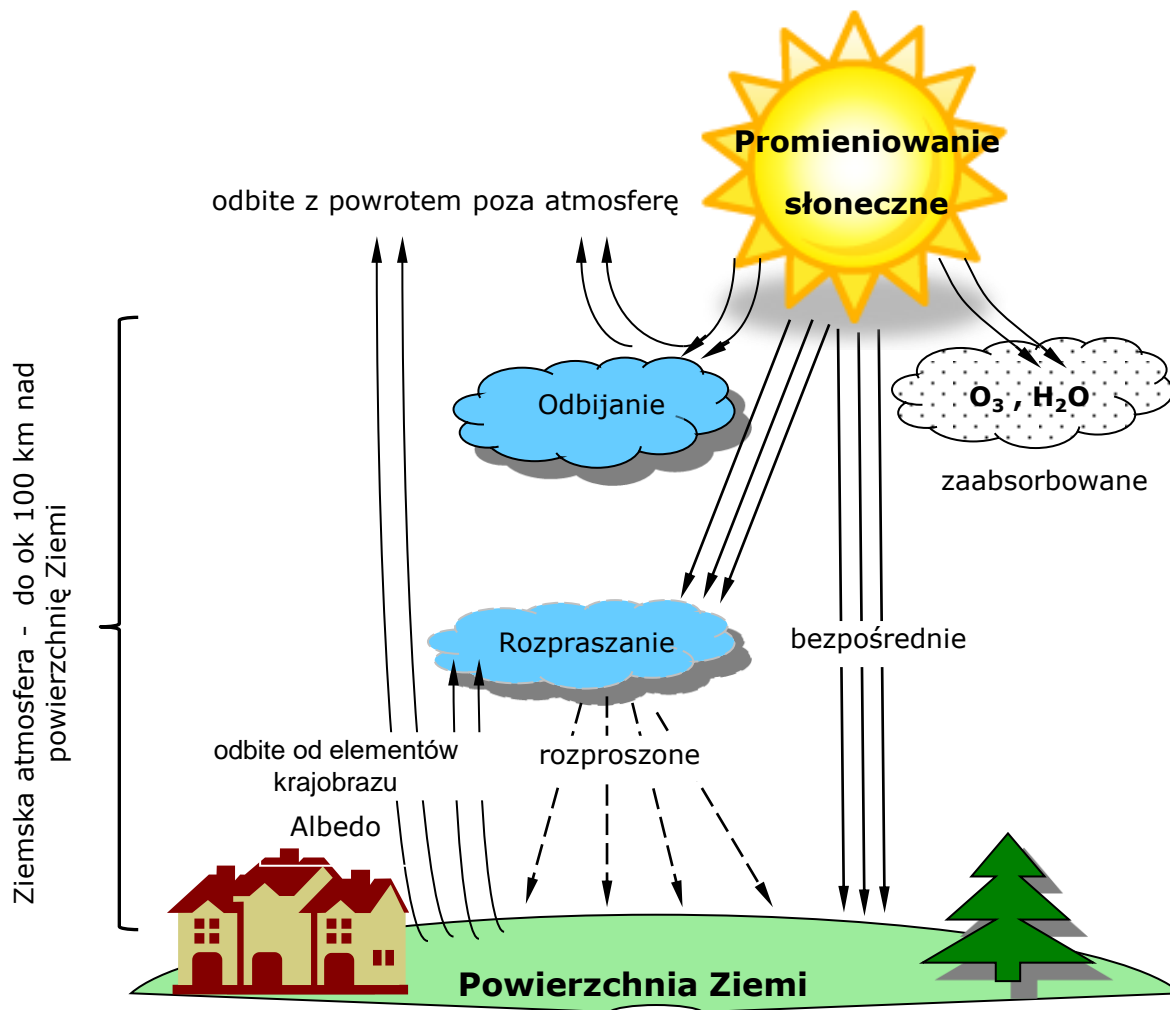 Promieniowanie
słoneczne
odbite z powrotem poza atmosferę
Odbijanie
O₃ , H₂O
zaabsorbowane
Ziemska atmosfera - do ok 100 km nad
powierzchnię Ziemi
Rozpraszanie
bezpośrednie
odbite od elementów
krajobrazu
rozproszone
Albedo
Powierzchnia Ziemi